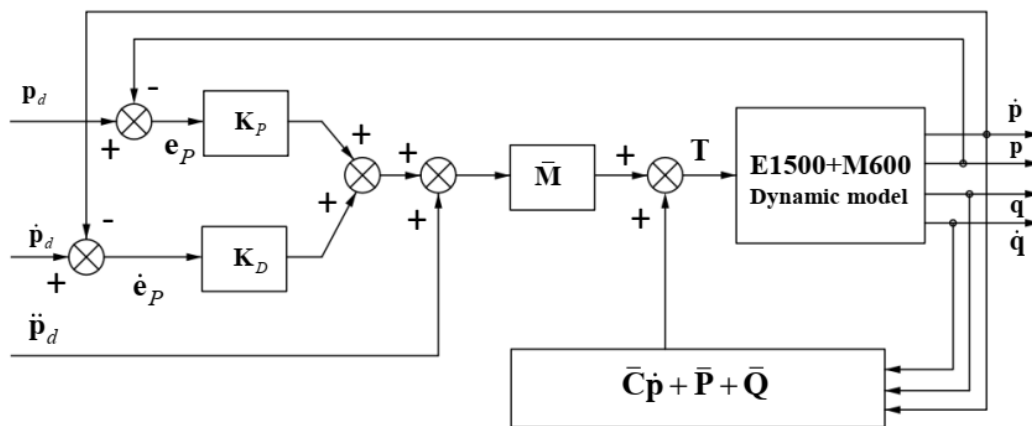 ṗ
p_d
-
+
e_P
K_P
+
+
+
+
M̄
+
+
T
E1500+M600
Dynamic model
p
q
q̇
ṗ_d
-
+
ė_P
K_D
p̈_d
C̄ṗ + P̄ + Q̄